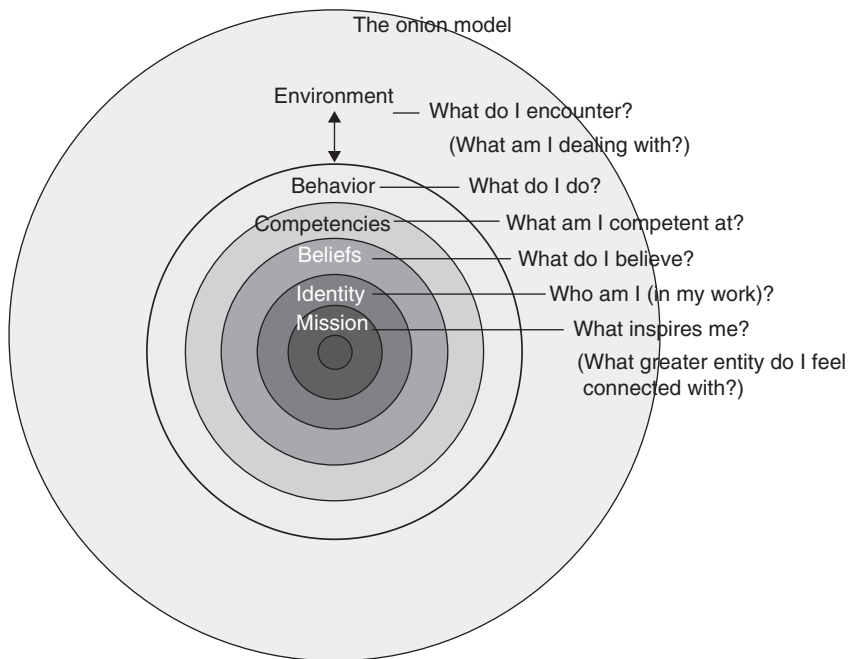 The onion model
Environment
What do I encounter?
(What am I dealing with?)
Behavior
What do I do?
Competencies
What am I competent at?
Beliefs
What do I believe?
Identity
Who am I (in my work)?
Mission
What inspires me?
(What greater entity do I feel
connected with?)